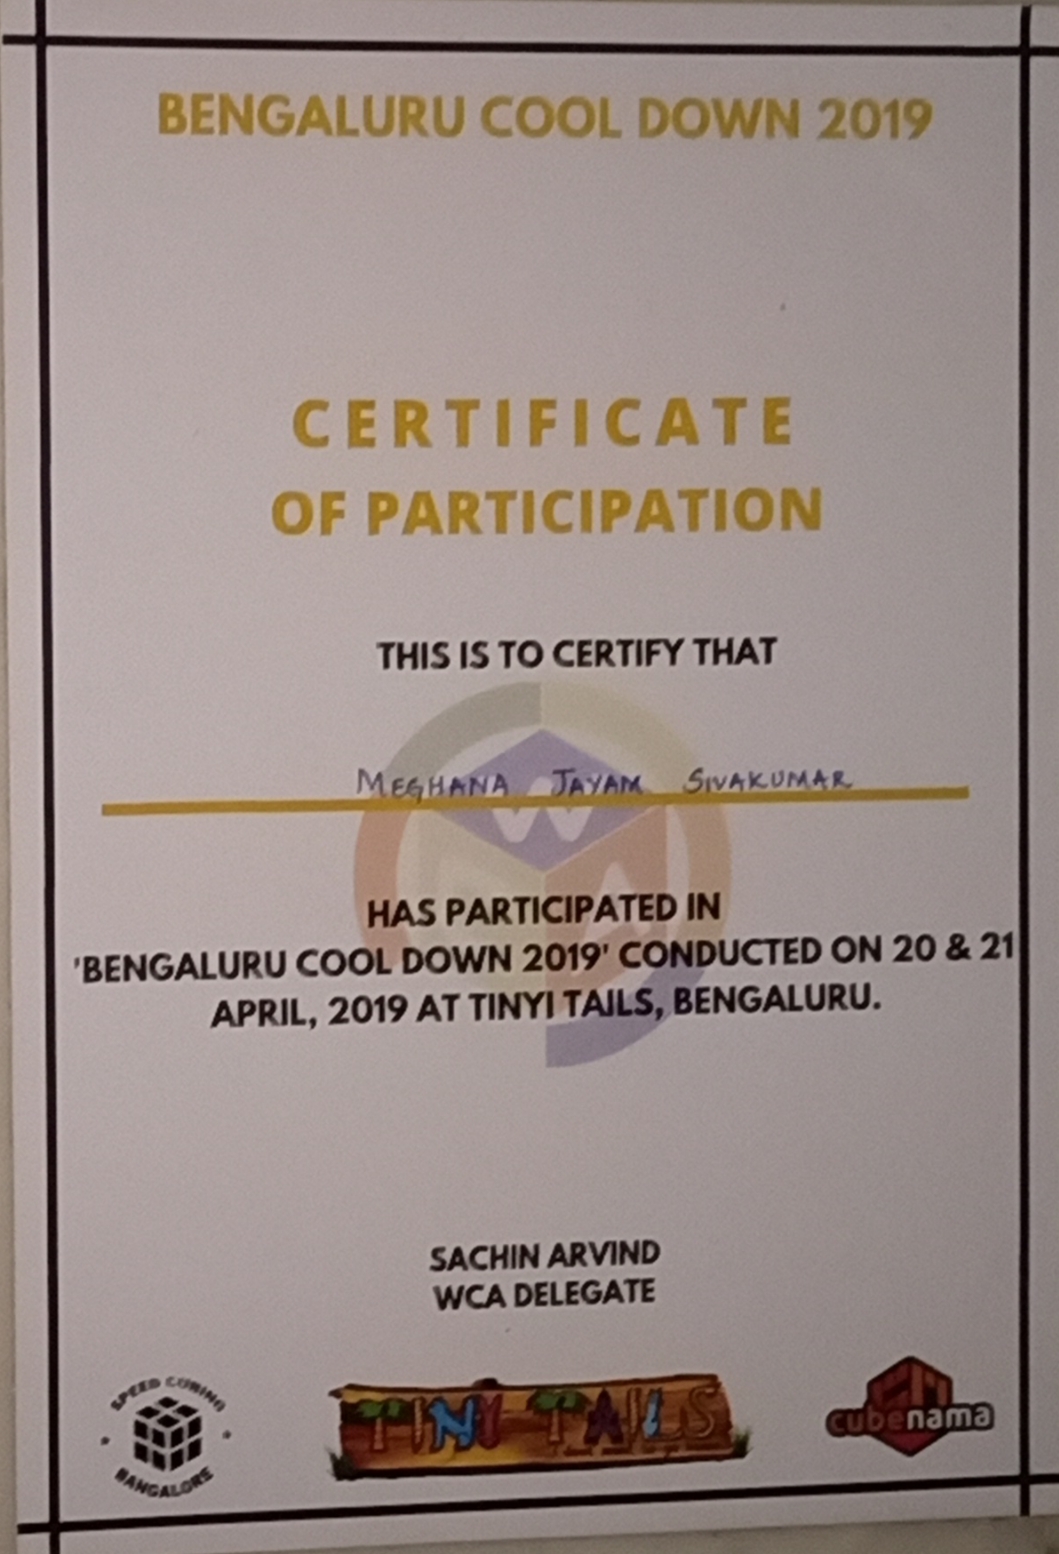 BENGALURU COOL DOWN 2019
CERTIFICATE
OF PARTICIPATION
THIS IS TO CERTIFY THAT
MEGHANA JAYAM SIVAKUMAR
W
C A
HAS PARTICIPATED IN
'BENGALURU COOL DOWN 2019' CONDUCTED ON 20 & 21
APRIL, 2019 AT TINYI TAILS, BENGALURU.
SACHIN ARVIND
WCA DELEGATE
SPEED CUBING
BANGALORE
TINY TAILS
cubenama